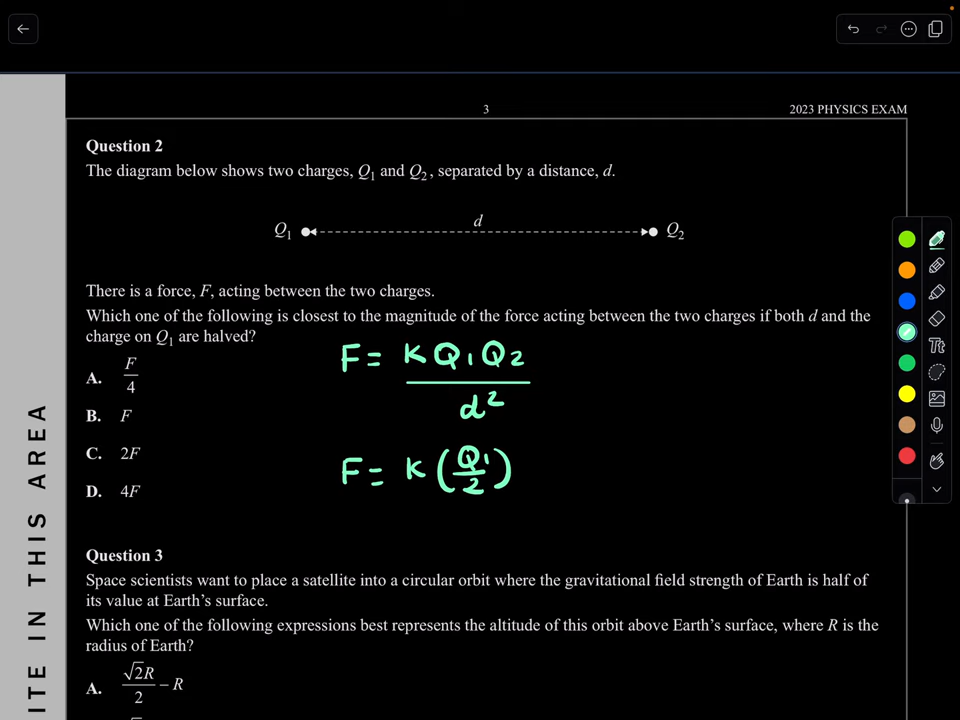 3
2023 PHYSICS EXAM
Question 2
The diagram below shows two charges, Q₁ and Q₂, separated by a distance, d.
d
Q₁ Q₂
There is a force, F, acting between the two charges.
Which one of the following is closest to the magnitude of the force acting between the two charges if both d and the
charge on Q₁ are halved?
F = K Q₁ Q₂ / d²
A. F/4
B. F
C. 2F
F = K (Q₁/2)
D. 4F
Question 3
Space scientists want to place a satellite into a circular orbit where the gravitational field strength of Earth is half of
its value at Earth's surface.
Which one of the following expressions best represents the altitude of this orbit above Earth's surface, where R is the
radius of Earth?
A. √2R/2 – R
ITE IN THIS AREA
Tt